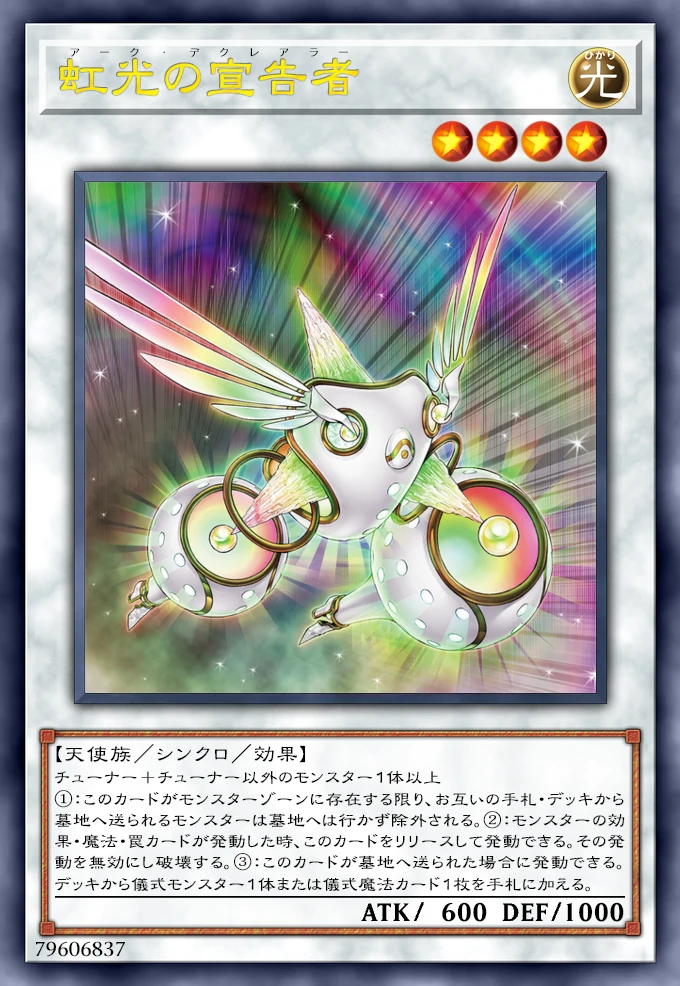 アーク・デクレアラー
虹光の宣告者
ひかり
光
【天使族／シンクロ／効果】
チューナー＋チューナー以外のモンスター１体以上
①：このカードがモンスターゾーンに存在する限り、お互いの手札・デッキから
墓地へ送られるモンスターは墓地へは行かず除外される。②：モンスターの効
果・魔法・罠カードが発動した時、このカードをリリースして発動できる。その発
動を無効にし破壊する。③：このカードが墓地へ送られた場合に発動できる。
デッキから儀式モンスター１体または儀式魔法カード１枚を手札に加える。
ATK/ 600 DEF/1000
79606837